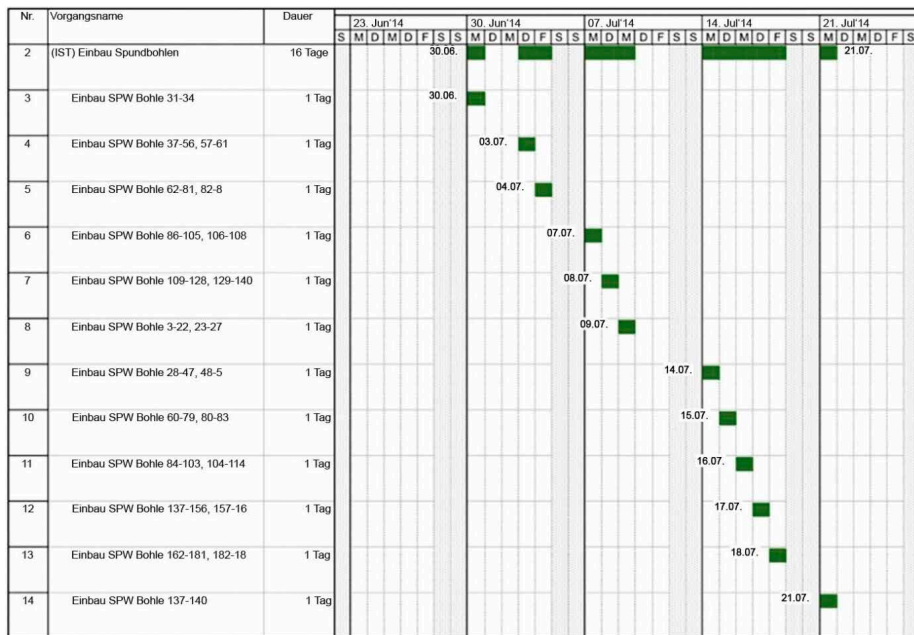 Nr. Vorgangsname Dauer 23. Jun'14 30. Jun'14 07. Jul'14 14. Jul'14 21. Jul'14
S M D M D F S S M D M D F S S M D M D F S S M D M D F S S M D M D F S
2 (IST) Einbau Spundbohlen 16 Tage 30.06. 21.07.
3 Einbau SPW Bohle 31-34 1 Tag 30.06.
4 Einbau SPW Bohle 37-56, 57-61 1 Tag 03.07.
5 Einbau SPW Bohle 62-81, 82-8 1 Tag 04.07.
6 Einbau SPW Bohle 86-105, 106-108 1 Tag 07.07.
7 Einbau SPW Bohle 109-128, 129-140 1 Tag 08.07.
8 Einbau SPW Bohle 3-22, 23-27 1 Tag 09.07.
9 Einbau SPW Bohle 28-47, 48-5 1 Tag 14.07.
10 Einbau SPW Bohle 60-79, 80-83 1 Tag 15.07.
11 Einbau SPW Bohle 84-103, 104-114 1 Tag 16.07.
12 Einbau SPW Bohle 137-156, 157-16 1 Tag 17.07.
13 Einbau SPW Bohle 162-181, 182-18 1 Tag 18.07.
14 Einbau SPW Bohle 137-140 1 Tag 21.07.